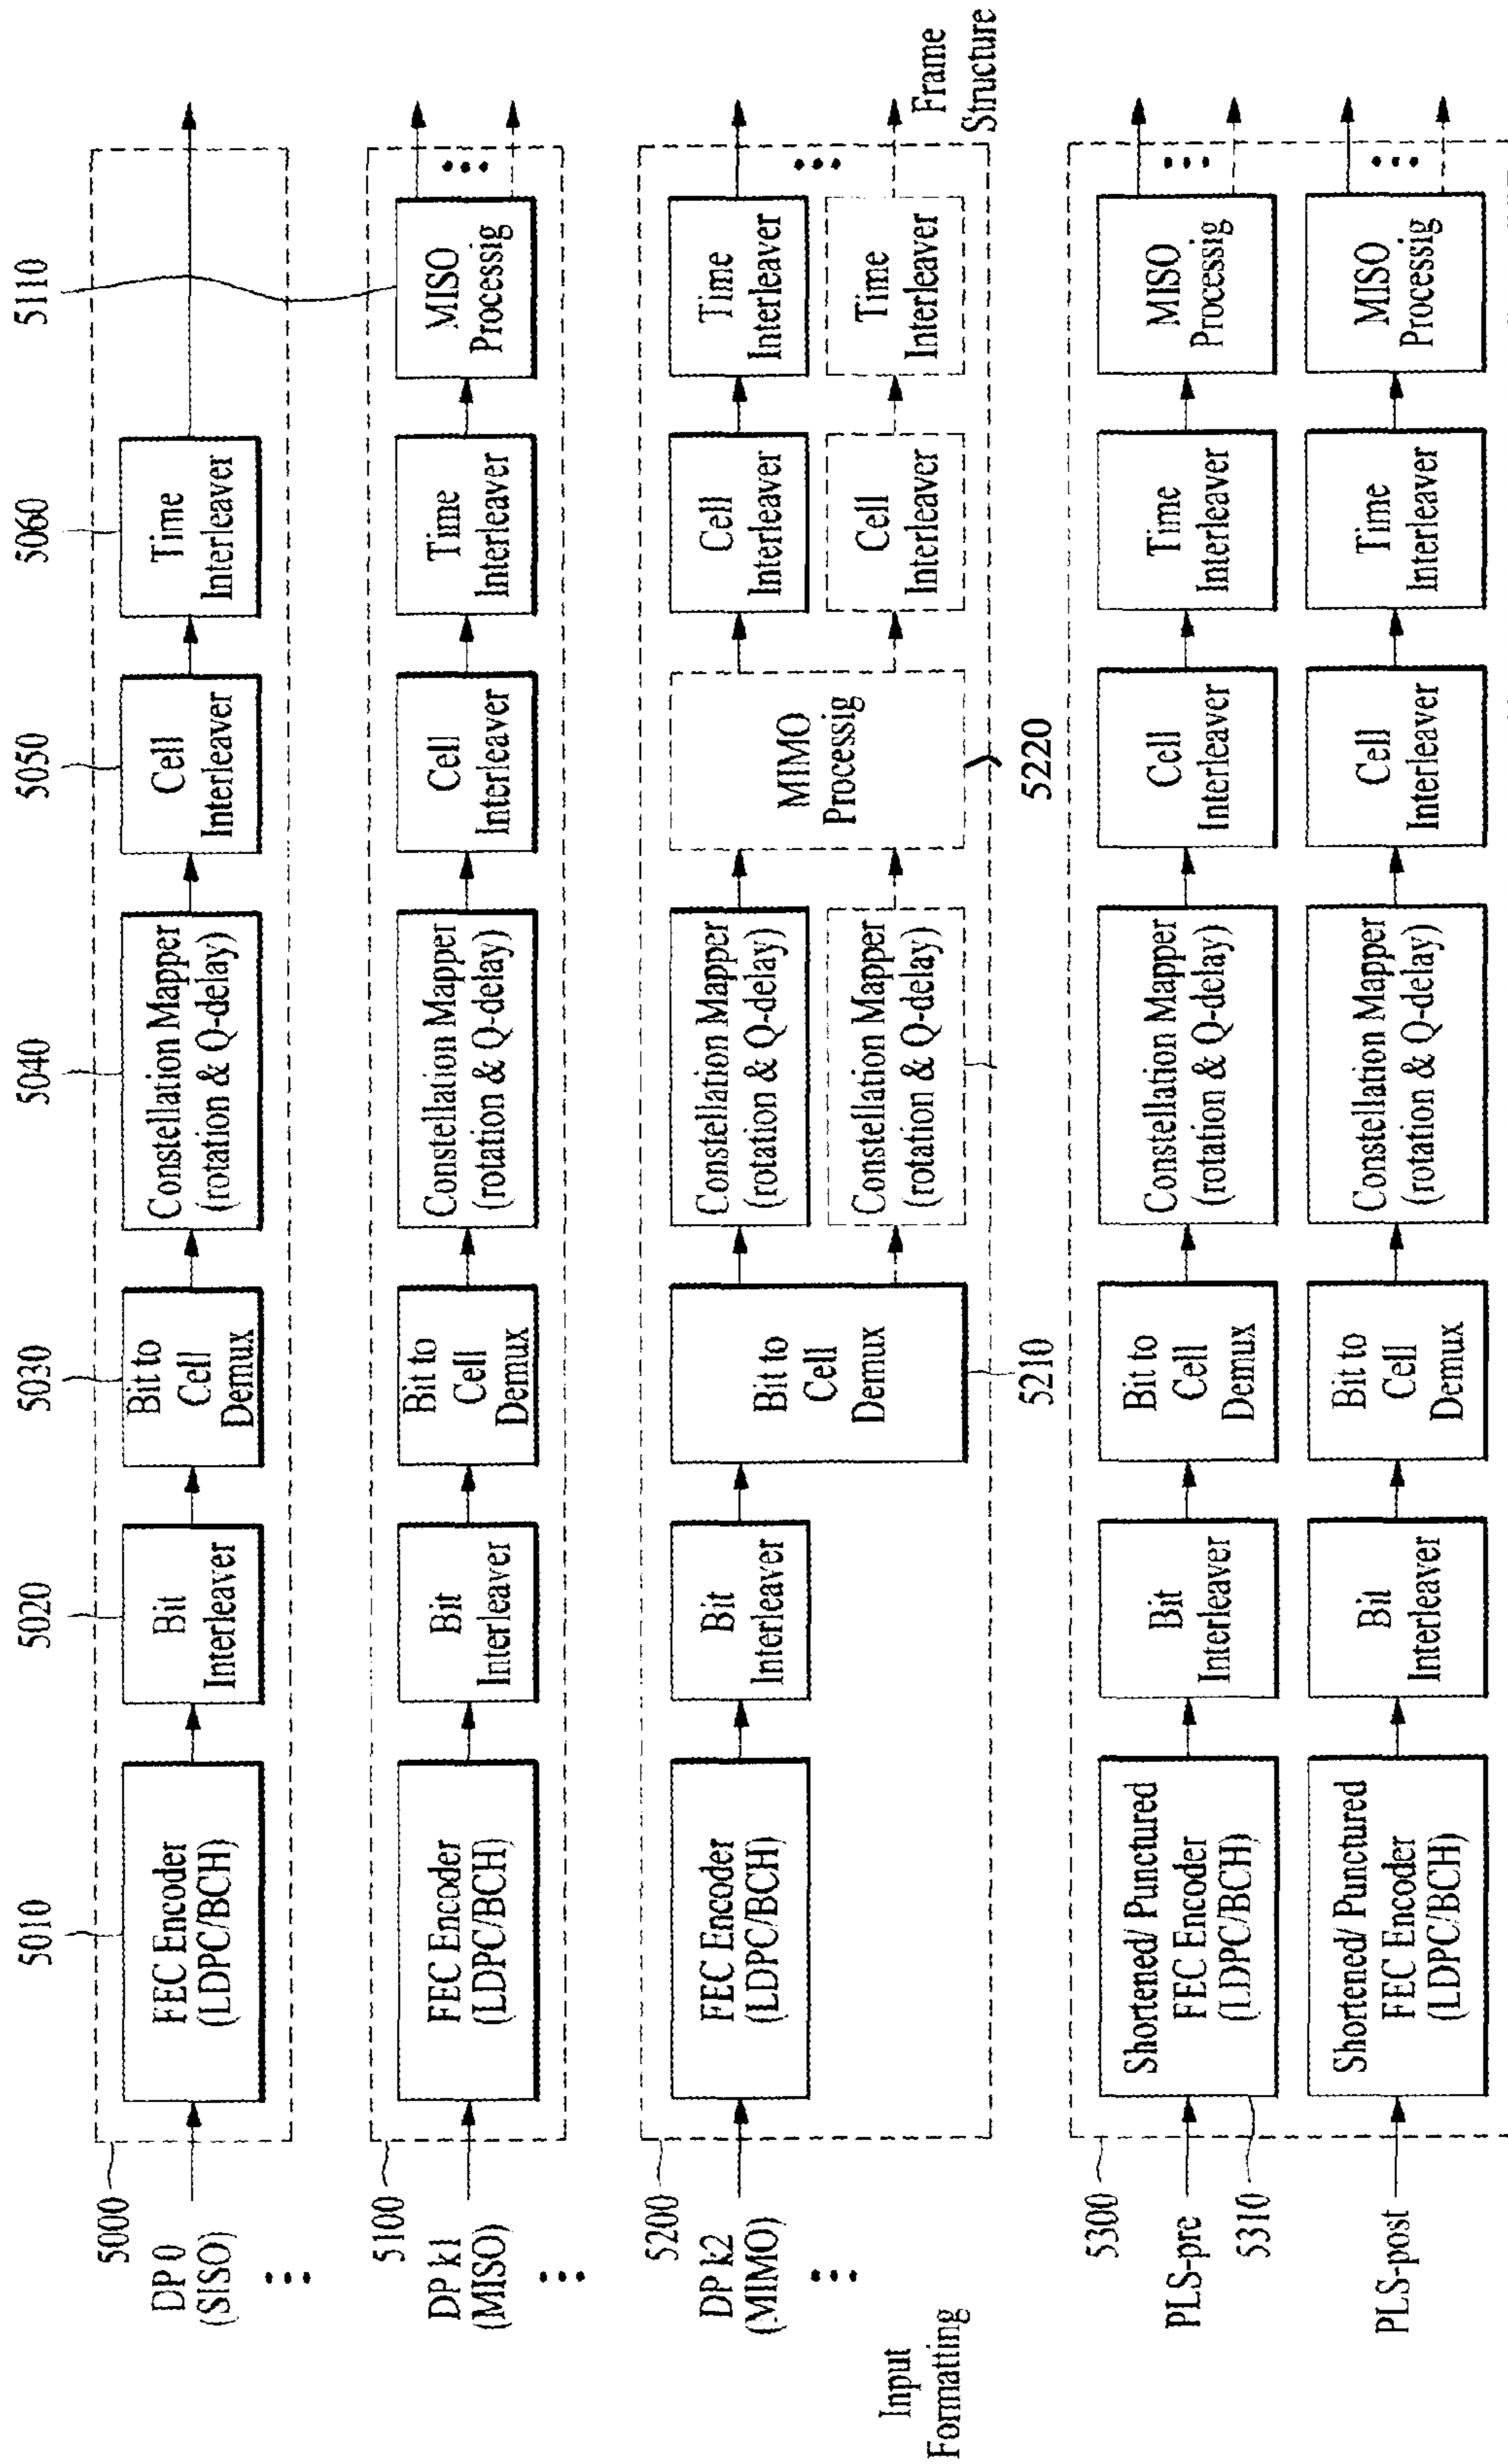 5010
5020
5030
5040
5050
5060
5110
5000
DP 0
(SISO)
FEC Encoder
(LDPC/BCH)
Bit
Interleaver
Bit to
Cell
Demux
Constellation Mapper
(rotation & Q-delay)
Cell
Interleaver
Time
Interleaver
5100
DP k1
(MISO)
FEC Encoder
(LDPC/BCH)
Bit
Interleaver
Bit to
Cell
Demux
Constellation Mapper
(rotation & Q-delay)
Cell
Interleaver
Time
Interleaver
MISO
Processig
5200
DP k2
(MIMO)
FEC Encoder
(LDPC/BCH)
Bit
Interleaver
Bit to
Cell
Demux
Constellation Mapper
(rotation & Q-delay)
Constellation Mapper
(rotation & Q-delay)
MIMO
Processig
Cell
Interleaver
Cell
Interleaver
Time
Interleaver
Time
Interleaver
Input
Formatting
Frame
Structure
5210
5220
5300
PLS-pre
5310
Shortened/ Punctured
FEC Encoder
(LDPC/BCH)
Bit
Interleaver
Bit to
Cell
Demux
Constellation Mapper
(rotation & Q-delay)
Cell
Interleaver
Time
Interleaver
MISO
Processig
PLS-post
Shortened/ Punctured
FEC Encoder
(LDPC/BCH)
Bit
Interleaver
Bit to
Cell
Demux
Constellation Mapper
(rotation & Q-delay)
Cell
Interleaver
Time
Interleaver
MISO
Processig